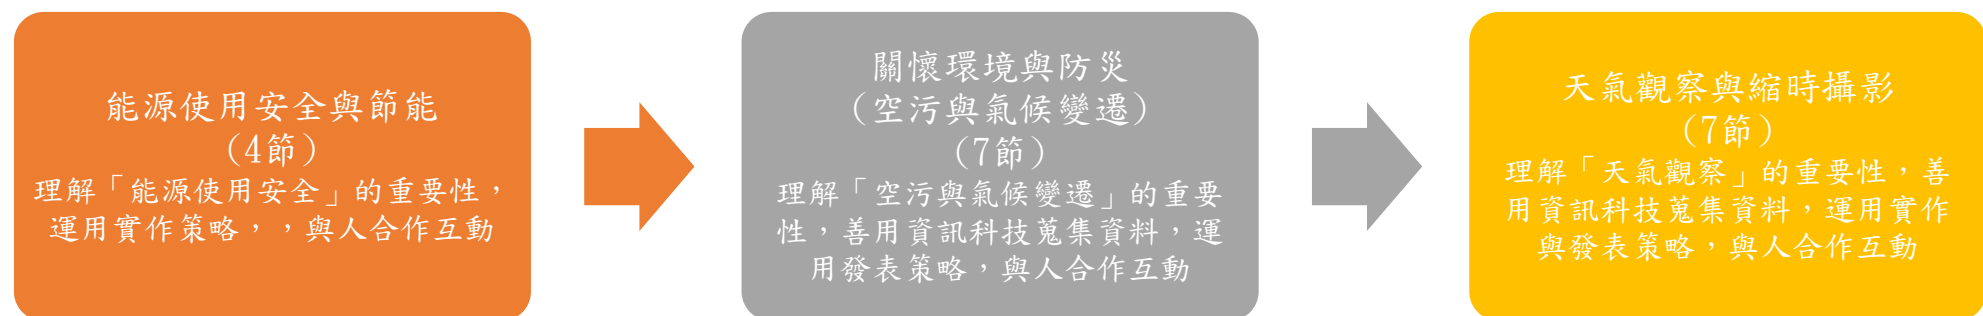 能源使用安全與節能
(4節)
理解「能源使用安全」的重要性，
運用實作策略，，與人合作互動
關懷環境與防災
(空污與氣候變遷)
(7節)
理解「空污與氣候變遷」的重要
性，善用資訊科技蒐集資料，運
用發表策略，與人合作互動
天氣觀察與縮時攝影
(7節)
理解「天氣觀察」的重要性，善
用資訊科技蒐集資料，運用實作
與發表策略，與人合作互動